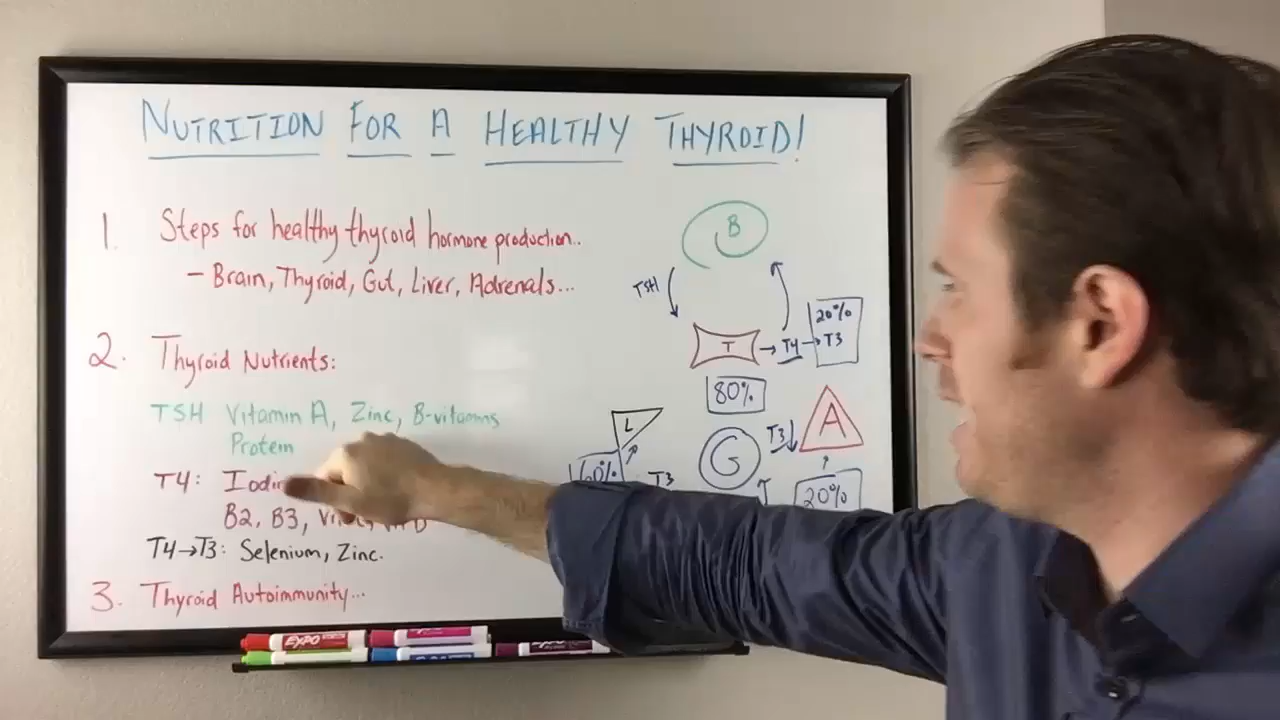 NUTRITION FOR A HEALTHY THYROID!
1. Steps for healthy thyroid hormone production..
- Brain, Thyroid, Gut, Liver, Adrenals...
2. Thyroid Nutrients:
TSH Vitamin A, Zinc, B-vitamins
Protein
T4:
B2, B3,
T4→T3: Selenium, Zinc.
3. Thyroid Autoimmunity...
B
TSH
T → T4 → T3
20%
80%
L
60%
T3
G
T3↓
A
20%
EXPO